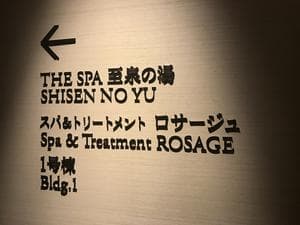 THE SPA 至泉の湯
SHISEN NO YU
スパ&トリートメント ロサージュ
Spa & Treatment ROSAGE
1号棟
Bldg.1